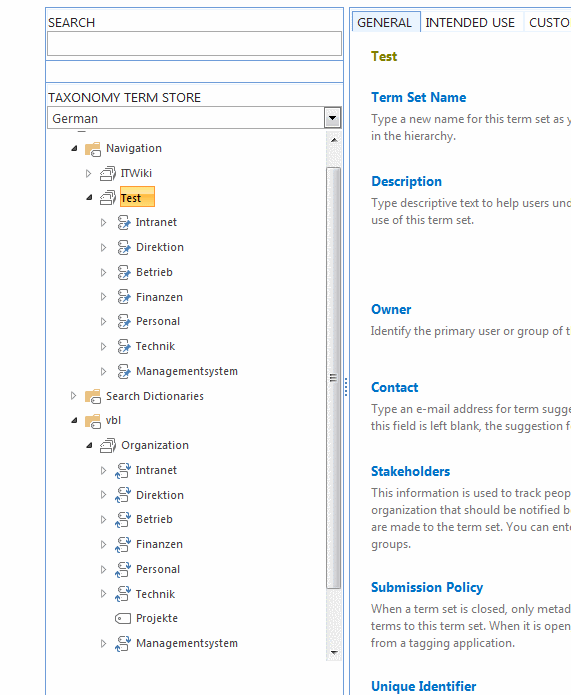 SEARCH
TAXONOMY TERM STORE
German
Navigation
ITWiki
Test
Intranet
Direktion
Betrieb
Finanzen
Personal
Technik
Managementsystem
Search Dictionaries
vbl
Organization
Intranet
Direktion
Betrieb
Finanzen
Personal
Technik
Projekte
Managementsystem
GENERAL INTENDED USE CUSTO
Test
Term Set Name
Type a new name for this term set as y
in the hierarchy.
Description
Type descriptive text to help users und
use of this term set.
Owner
Identify the primary user or group of t
Contact
Type an e-mail address for term sugge
this field is left blank, the suggestion f
Stakeholders
This information is used to track peop
organization that should be notified b
are made to the term set. You can ente
groups.
Submission Policy
When a term set is closed, only metad
terms to this term set. When it is open
from a tagging application.
Unique Identifier